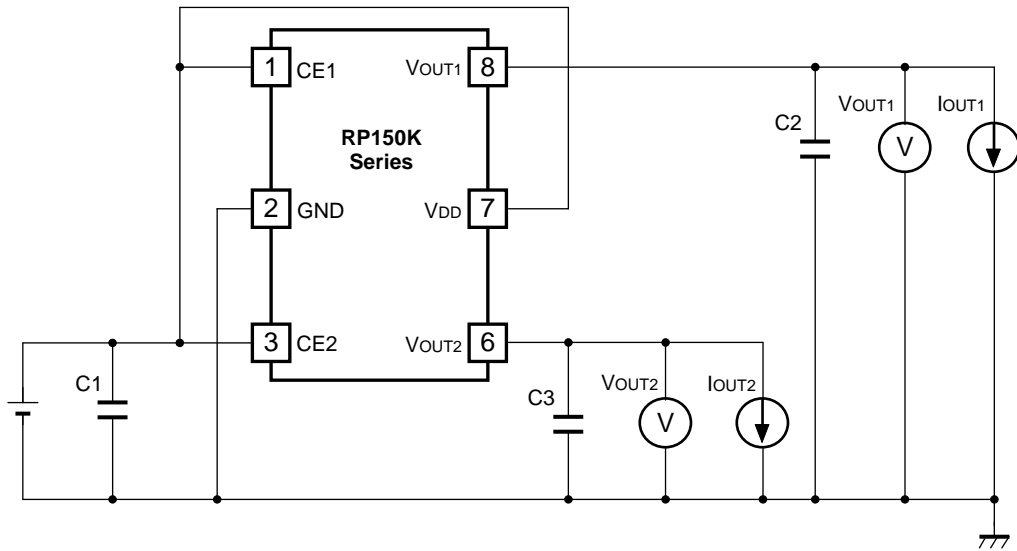 1 CE1 VOUT1 8
RP150K
Series
VOUT1 IOUT1
C2
V
2 GND VDD 7
3 CE2 VOUT2 6
C1
VOUT2 IOUT2
C3
V